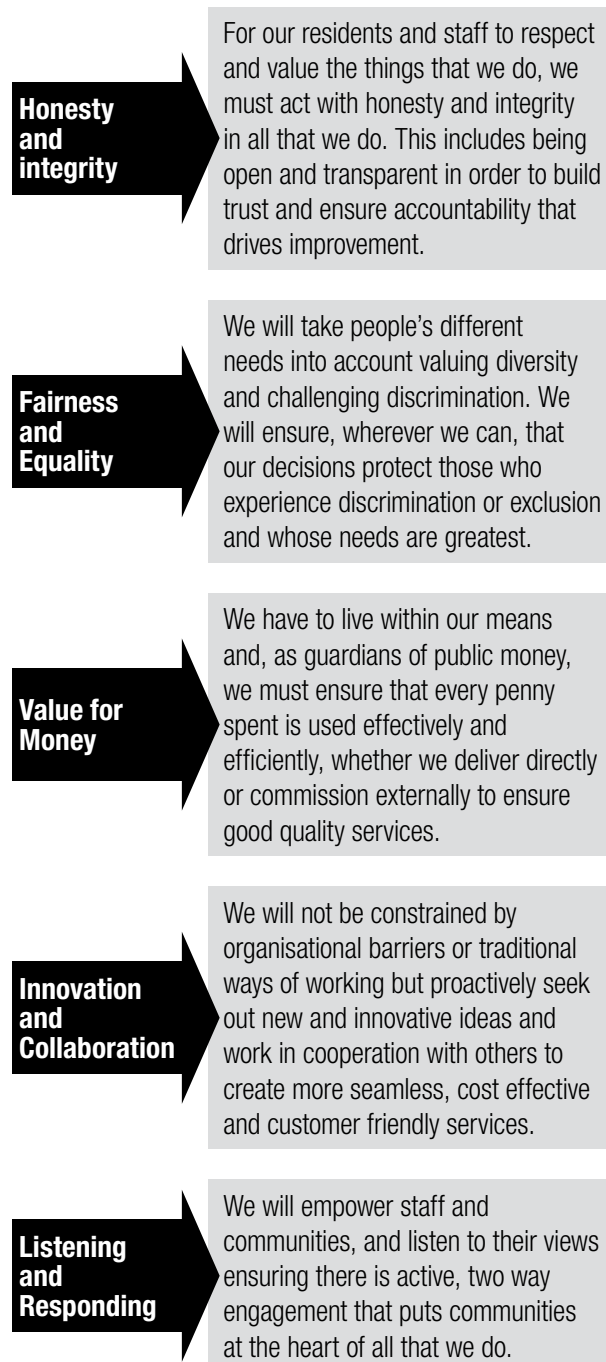 Honesty
and
integrity
For our residents and staff to respect
and value the things that we do, we
must act with honesty and integrity
in all that we do. This includes being
open and transparent in order to build
trust and ensure accountability that
drives improvement.
Fairness
and
Equality
We will take people’s different
needs into account valuing diversity
and challenging discrimination. We
will ensure, wherever we can, that
our decisions protect those who
experience discrimination or exclusion
and whose needs are greatest.
Value for
Money
We have to live within our means
and, as guardians of public money,
we must ensure that every penny
spent is used effectively and
efficiently, whether we deliver directly
or commission externally to ensure
good quality services.
Innovation
and
Collaboration
We will not be constrained by
organisational barriers or traditional
ways of working but proactively seek
out new and innovative ideas and
work in cooperation with others to
create more seamless, cost effective
and customer friendly services.
Listening
and
Responding
We will empower staff and
communities, and listen to their views
ensuring there is active, two way
engagement that puts communities
at the heart of all that we do.